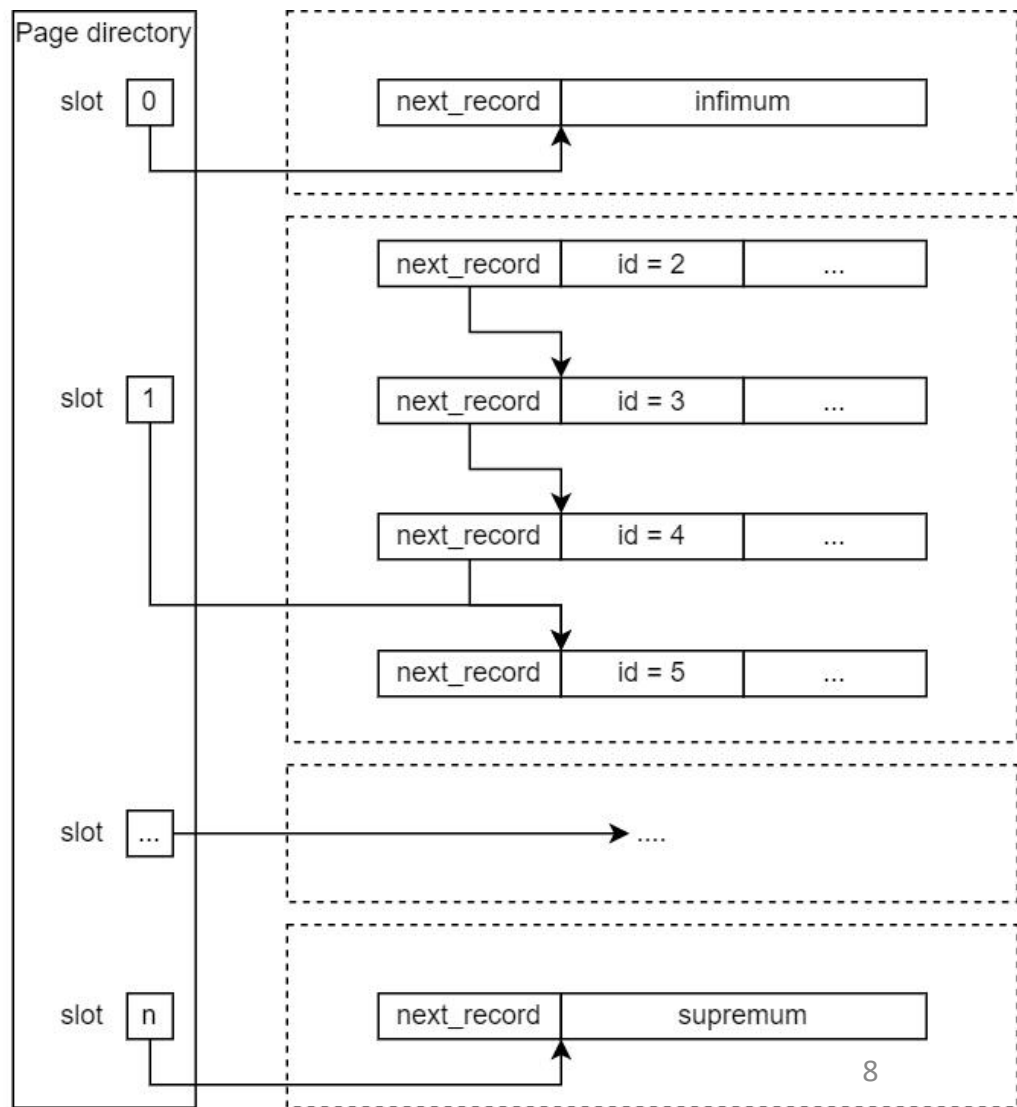 Page directory
slot 0 next_record infimum
next_record id = 2 ...
slot 1 next_record id = 3 ...
next_record id = 4 ...
next_record id = 5 ...
slot ... ....
slot n next_record supremum
8